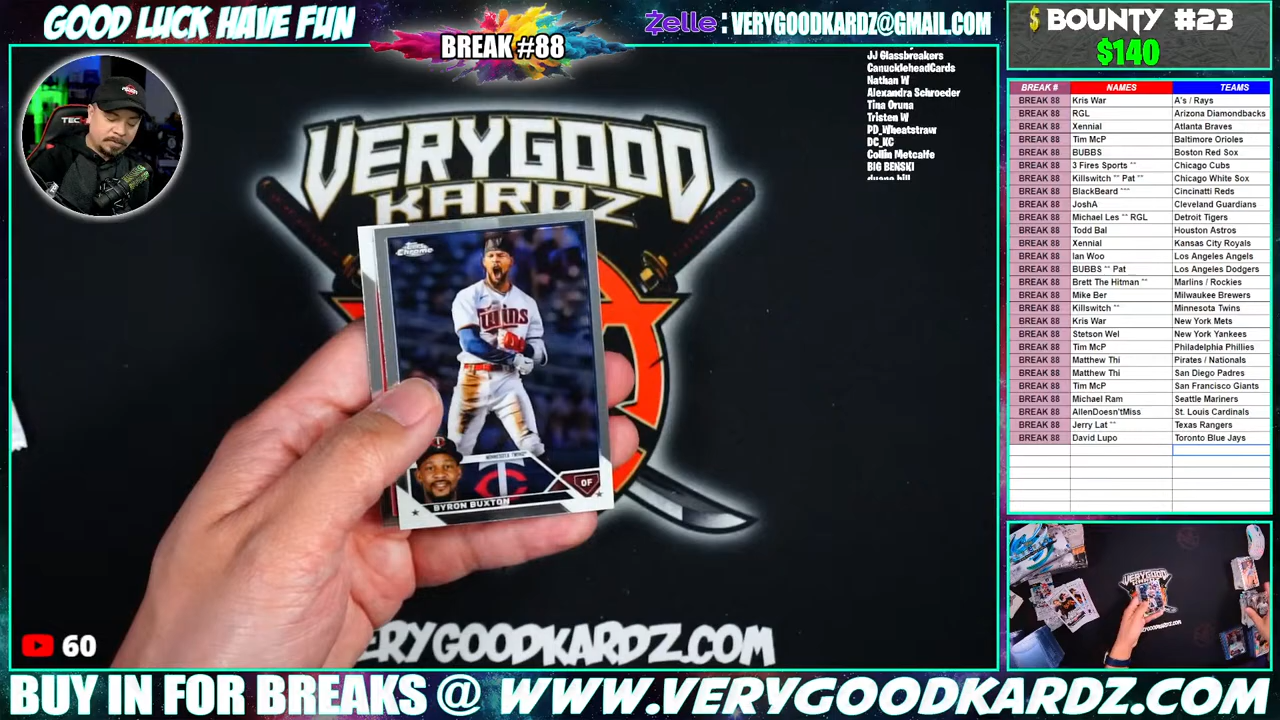 GOOD LUCK HAVE FUN
BREAK #88
Zelle : VERYGOODKARDZ@GMAIL.COM
$ BOUNTY #23
$140
JJ Glassbreakers
CanuckleheadCards
Nathan W
Alexandra Schroeder
Tina Oruna
Tristen W
PD_Wheatstraw
DC_KC
Collin Metcalfe
BIG BENSKI
duane hill
VERYGOOD
KARDZ
Topps
Chrome
Twins
MINNESOTA TWINS
OF
BYRON BUXTON
VERYGOODKARDZ.COM
60
BREAK # NAMES TEAMS
BREAK 88 Kris War A's / Rays
BREAK 88 RGL Arizona Diamondbacks
BREAK 88 Xennial Atlanta Braves
BREAK 88 Tim McP Baltimore Orioles
BREAK 88 BUBBS Boston Red Sox
BREAK 88 3 Fires Sports ** Chicago Cubs
BREAK 88 Killswitch ** Pat ** Chicago White Sox
BREAK 88 BlackBeard *** Cincinatti Reds
BREAK 88 JoshA Cleveland Guardians
BREAK 88 Michael Les ** RGL Detroit Tigers
BREAK 88 Todd Bal Houston Astros
BREAK 88 Xennial Kansas City Royals
BREAK 88 Ian Woo Los Angeles Angels
BREAK 88 BUBBS ** Pat Los Angeles Dodgers
BREAK 88 Brett The Hitman ** Marlins / Rockies
BREAK 88 Mike Ber Milwaukee Brewers
BREAK 88 Killswitch ** Minnesota Twins
BREAK 88 Kris War New York Mets
BREAK 88 Stetson Wel New York Yankees
BREAK 88 Tim McP Philadelphia Phillies
BREAK 88 Matthew Thi Pirates / Nationals
BREAK 88 Matthew Thi San Diego Padres
BREAK 88 Tim McP San Francisco Giants
BREAK 88 Michael Ram Seattle Mariners
BREAK 88 AllenDoesn'tMiss St. Louis Cardinals
BREAK 88 Jerry Lat ** Texas Rangers
BREAK 88 David Lupo Toronto Blue Jays
BUY IN FOR BREAKS @ WWW.VERYGOODKARDZ.COM